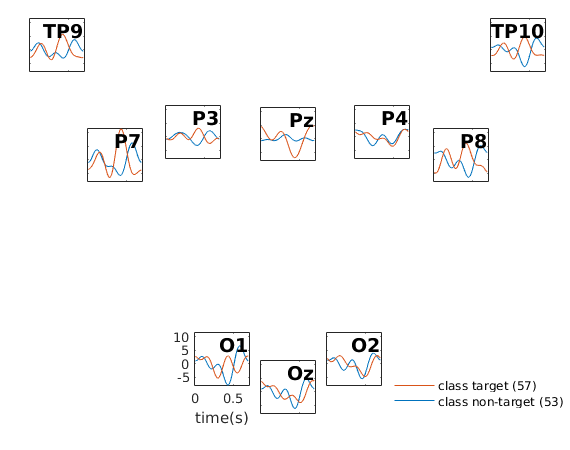 TP9
TP10
P3
Pz
P4
P7
P8
O1
O2
Oz
10
5
0
-5
0
0.5
time(s)
class target (57)
class non-target (53)